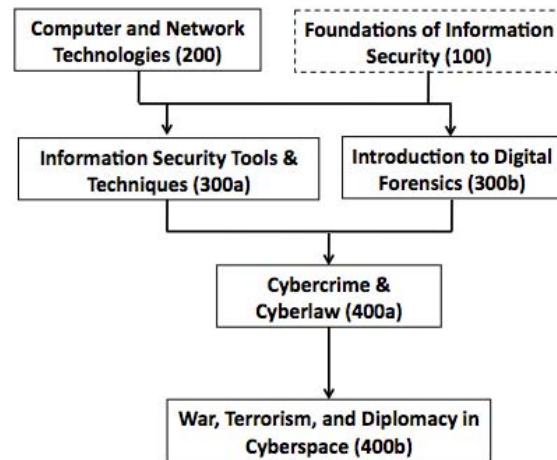 Computer and Network
Technologies (200)
Foundations of Information
Security (100)
Information Security Tools &
Techniques (300a)
Introduction to Digital
Forensics (300b)
Cybercrime &
Cyberlaw (400a)
War, Terrorism, and Diplomacy in
Cyberspace (400b)